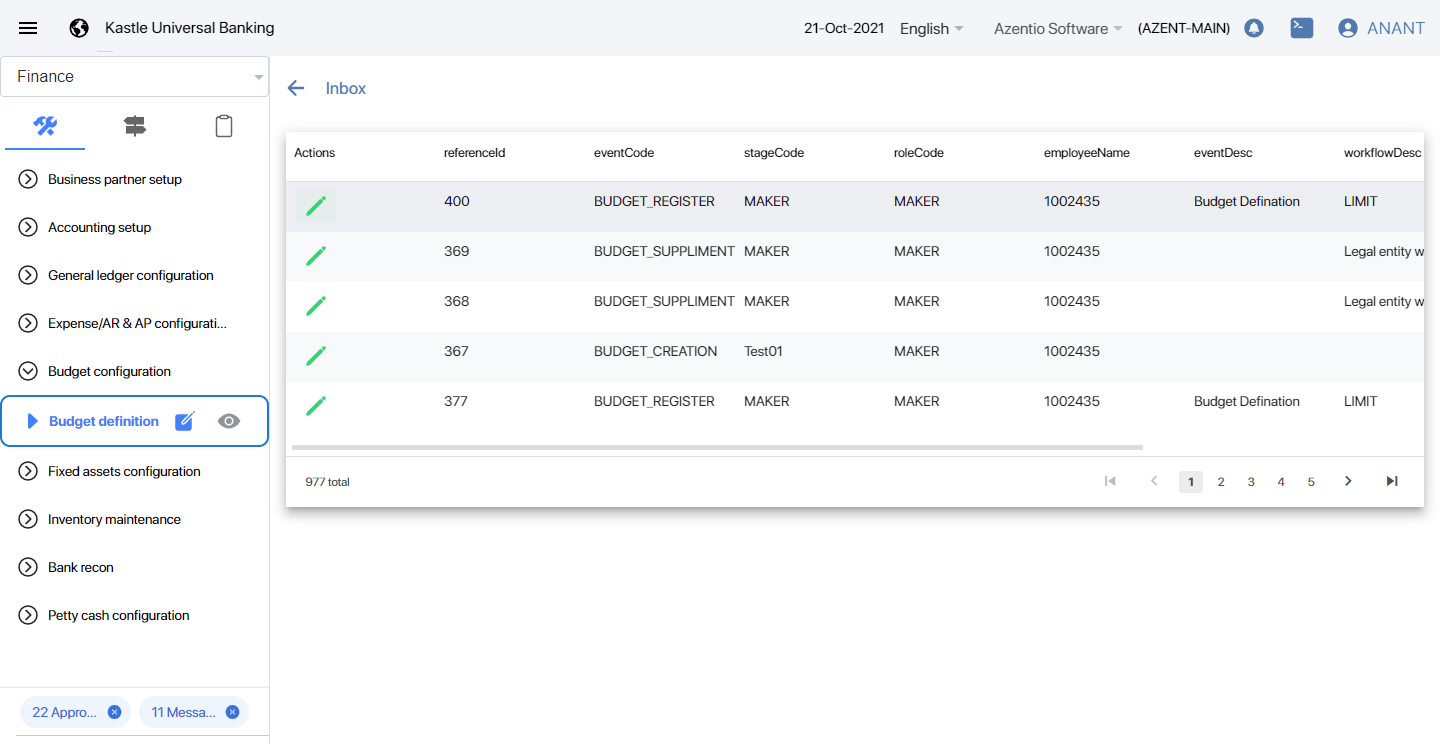 Kastle Universal Banking
21-Oct-2021 English Azentio Software (AZENT-MAIN) ANANT
Finance
Business partner setup
Accounting setup
General ledger configuration
Expense/AR & AP configurati...
Budget configuration
Budget definition
Fixed assets configuration
Inventory maintenance
Bank recon
Petty cash configuration
22 Appro...
11 Messa...
Inbox
Actions referenceId eventCode stageCode roleCode employeeName eventDesc workflowDesc
400 BUDGET_REGISTER MAKER MAKER 1002435 Budget Defination LIMIT
369 BUDGET_SUPPLIMENT MAKER MAKER 1002435 Legal entity w
368 BUDGET_SUPPLIMENT MAKER MAKER 1002435 Legal entity w
367 BUDGET_CREATION Test01 MAKER 1002435
377 BUDGET_REGISTER MAKER MAKER 1002435 Budget Defination LIMIT
977 total
1 2 3 4 5